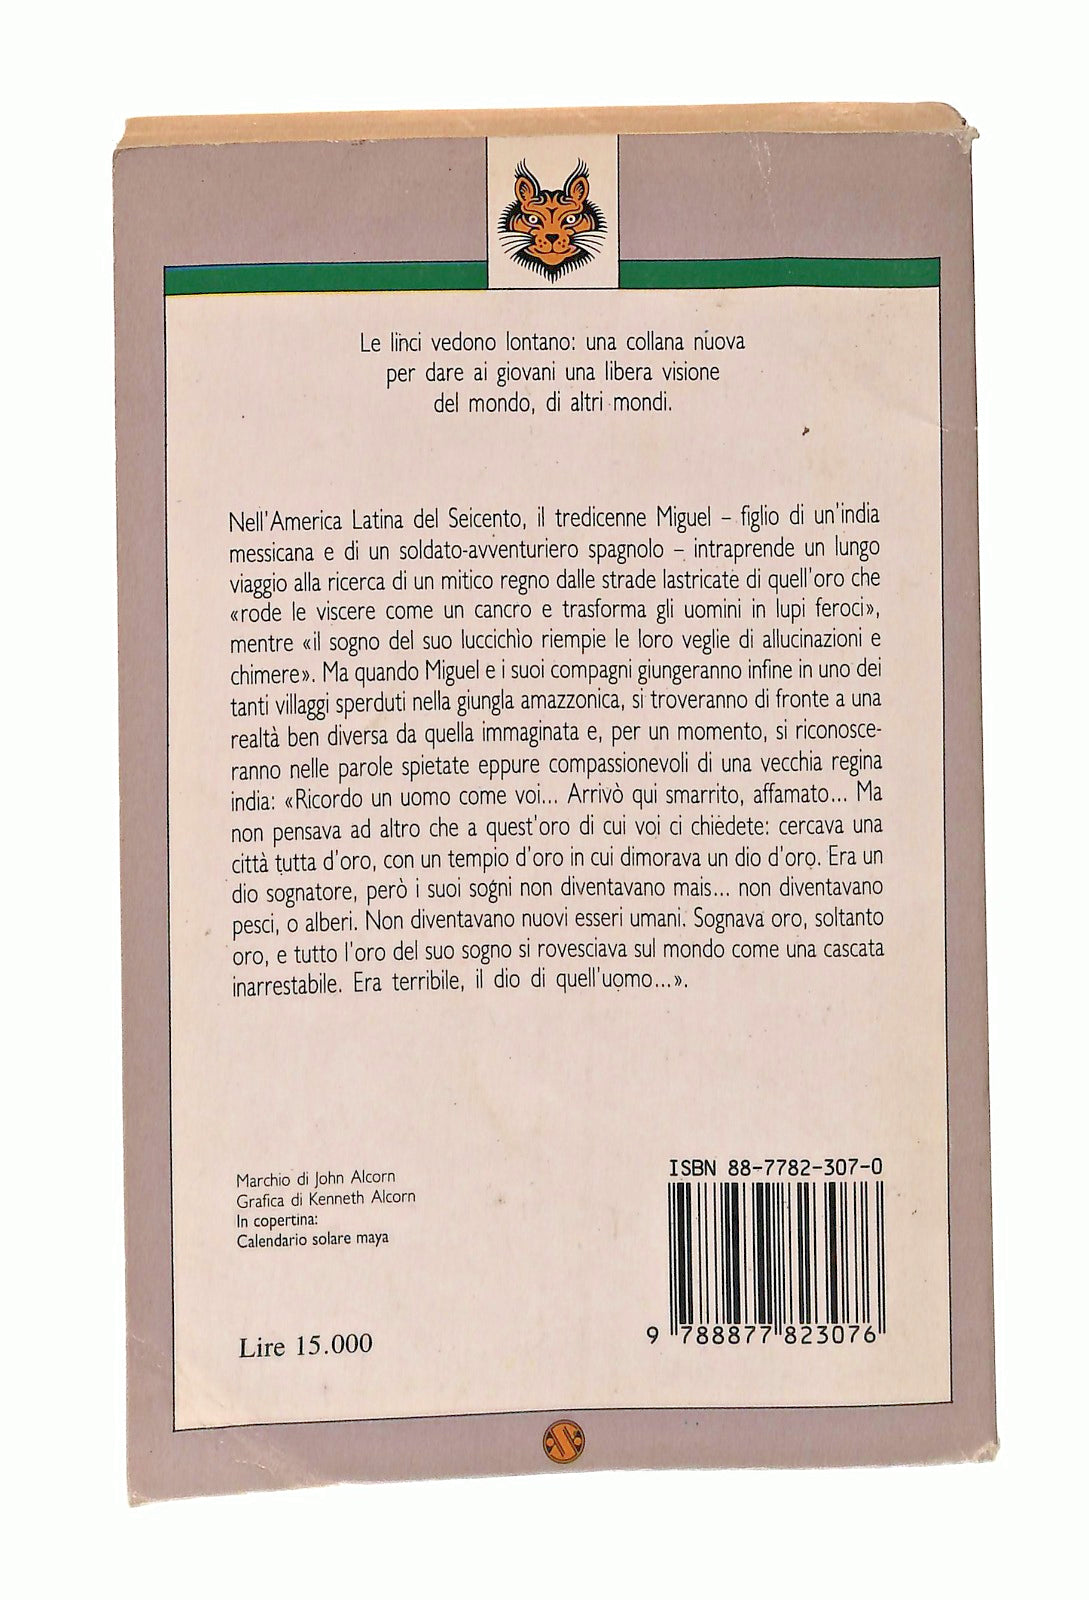 Le linci vedono lontano: una collana nuova
per dare ai giovani una libera visione
del mondo, di altri mondi.
Nell'America Latina del Seicento, il tredicenne Miguel – figlio di un'india
messicana e di un soldato-avventuriero spagnolo – intraprende un lungo
viaggio alla ricerca di un mitico regno dalle strade lastricate di quell'oro che
«rode le viscere come un cancro e trasforma gli uomini in lupi feroci»,
mentre «il sogno del suo luccichio riempie le loro veglie di allucinazioni e
chimere». Ma quando Miguel e i suoi compagni giungeranno infine in uno dei
tanti villaggi sperduti nella giungla amazzonica, si troveranno di fronte a una
realtà ben diversa da quella immaginata e, per un momento, si riconosce-
ranno nelle parole spietate eppure compassionevoli di una vecchia regina
india: «Ricordo un uomo come voi... Arrivò qui smarrito, affamato... Ma
non pensava ad altro che a quest'oro di cui voi ci chiedete: cercava una
città tutta d'oro, con un tempio d'oro in cui dimorava un dio d'oro. Era un
dio sognatore, però i suoi sogni non diventavano mais... non diventavano
pesci, o alberi. Non diventavano nuovi esseri umani. Sognava oro, soltanto
oro, e tutto l'oro del suo sogno si rovesciava sul mondo come una cascata
inarrestabile. Era terribile, il dio di quell'uomo...».
Marchio di John Alcorn
Grafica di Kenneth Alcorn
In copertina:
Calendario solare maya
Lire 15.000
ISBN 88-7782-307-0
9 788877 823076